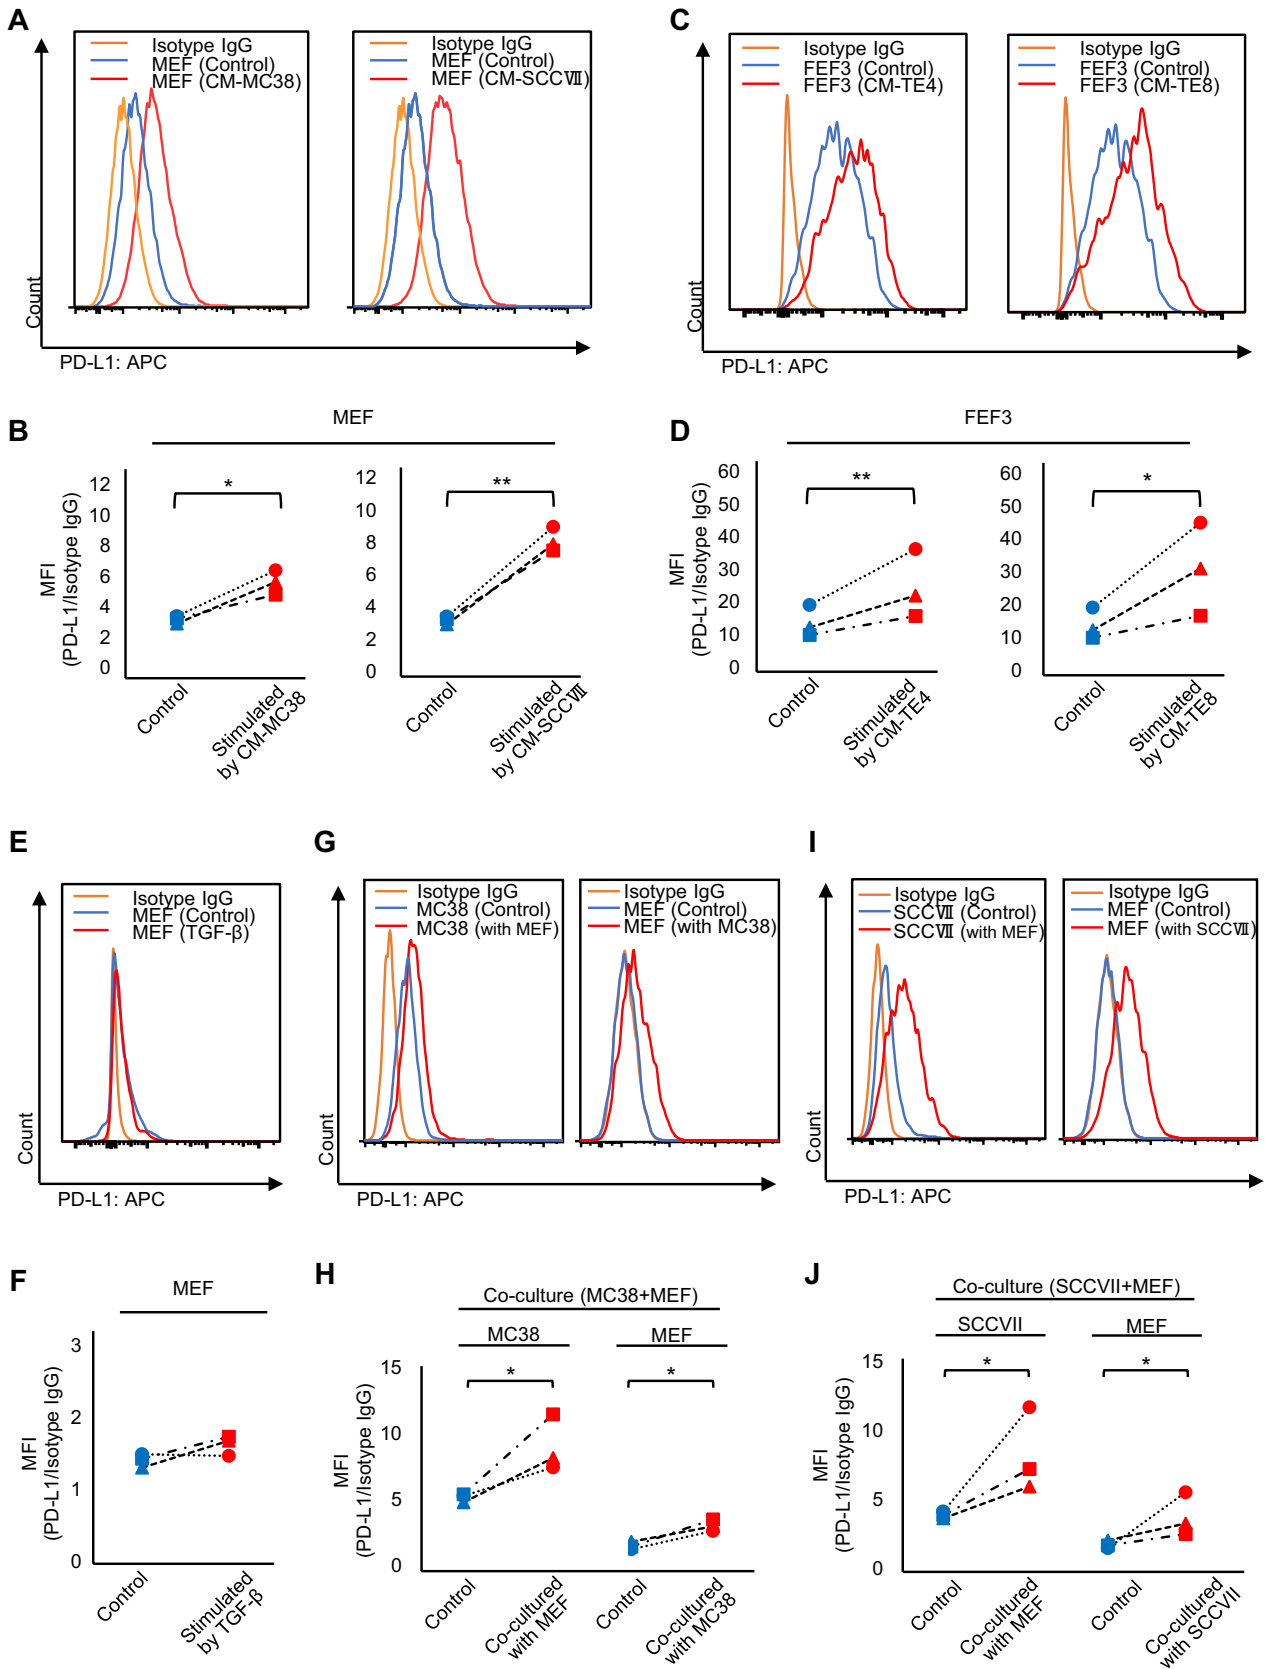 A
Isotype IgG
MEF (Control)
MEF (CM-MC38)
Isotype IgG
MEF (Control)
MEF (CM-SCCⅦ)
Count
PD-L1: APC
C
Isotype IgG
FEF3 (Control)
FEF3 (CM-TE4)
Isotype IgG
FEF3 (Control)
FEF3 (CM-TE8)
Count
PD-L1: APC
B
MEF
MFI
(PD-L1/Isotype IgG)
12
10
8
6
4
2
0
*
Control
Stimulated
by CM-MC38
12
10
8
6
4
2
0
**
Control
Stimulated
by CM-SCCⅦ
D
FEF3
MFI
(PD-L1/Isotype IgG)
60
50
40
30
20
10
0
**
Control
Stimulated
by CM-TE4
60
50
40
30
20
10
0
*
Control
Stimulated
by CM-TE8
E
Isotype IgG
MEF (Control)
MEF (TGF-β)
Count
PD-L1: APC
G
Isotype IgG
MC38 (Control)
MC38 (with MEF)
Isotype IgG
MEF (Control)
MEF (with MC38)
Count
PD-L1: APC
I
Isotype IgG
SCCⅦ (Control)
SCCⅦ (with MEF)
Isotype IgG
MEF (Control)
MEF (with SCCⅦ)
Count
PD-L1: APC
F
MEF
MFI
(PD-L1/Isotype IgG)
3
2
1
0
Control
Stimulated
by TGF-β
H
Co-culture (MC38+MEF)
MC38
MEF
MFI
(PD-L1/Isotype IgG)
15
10
5
0
*
*
Control
Co-cultured
with MEF
Control
Co-cultured
with MC38
J
Co-culture (SCCVII+MEF)
SCCVII
MEF
MFI
(PD-L1/Isotype IgG)
15
10
5
0
*
*
Control
Co-cultured
with MEF
Control
Co-cultured
with SCCVII